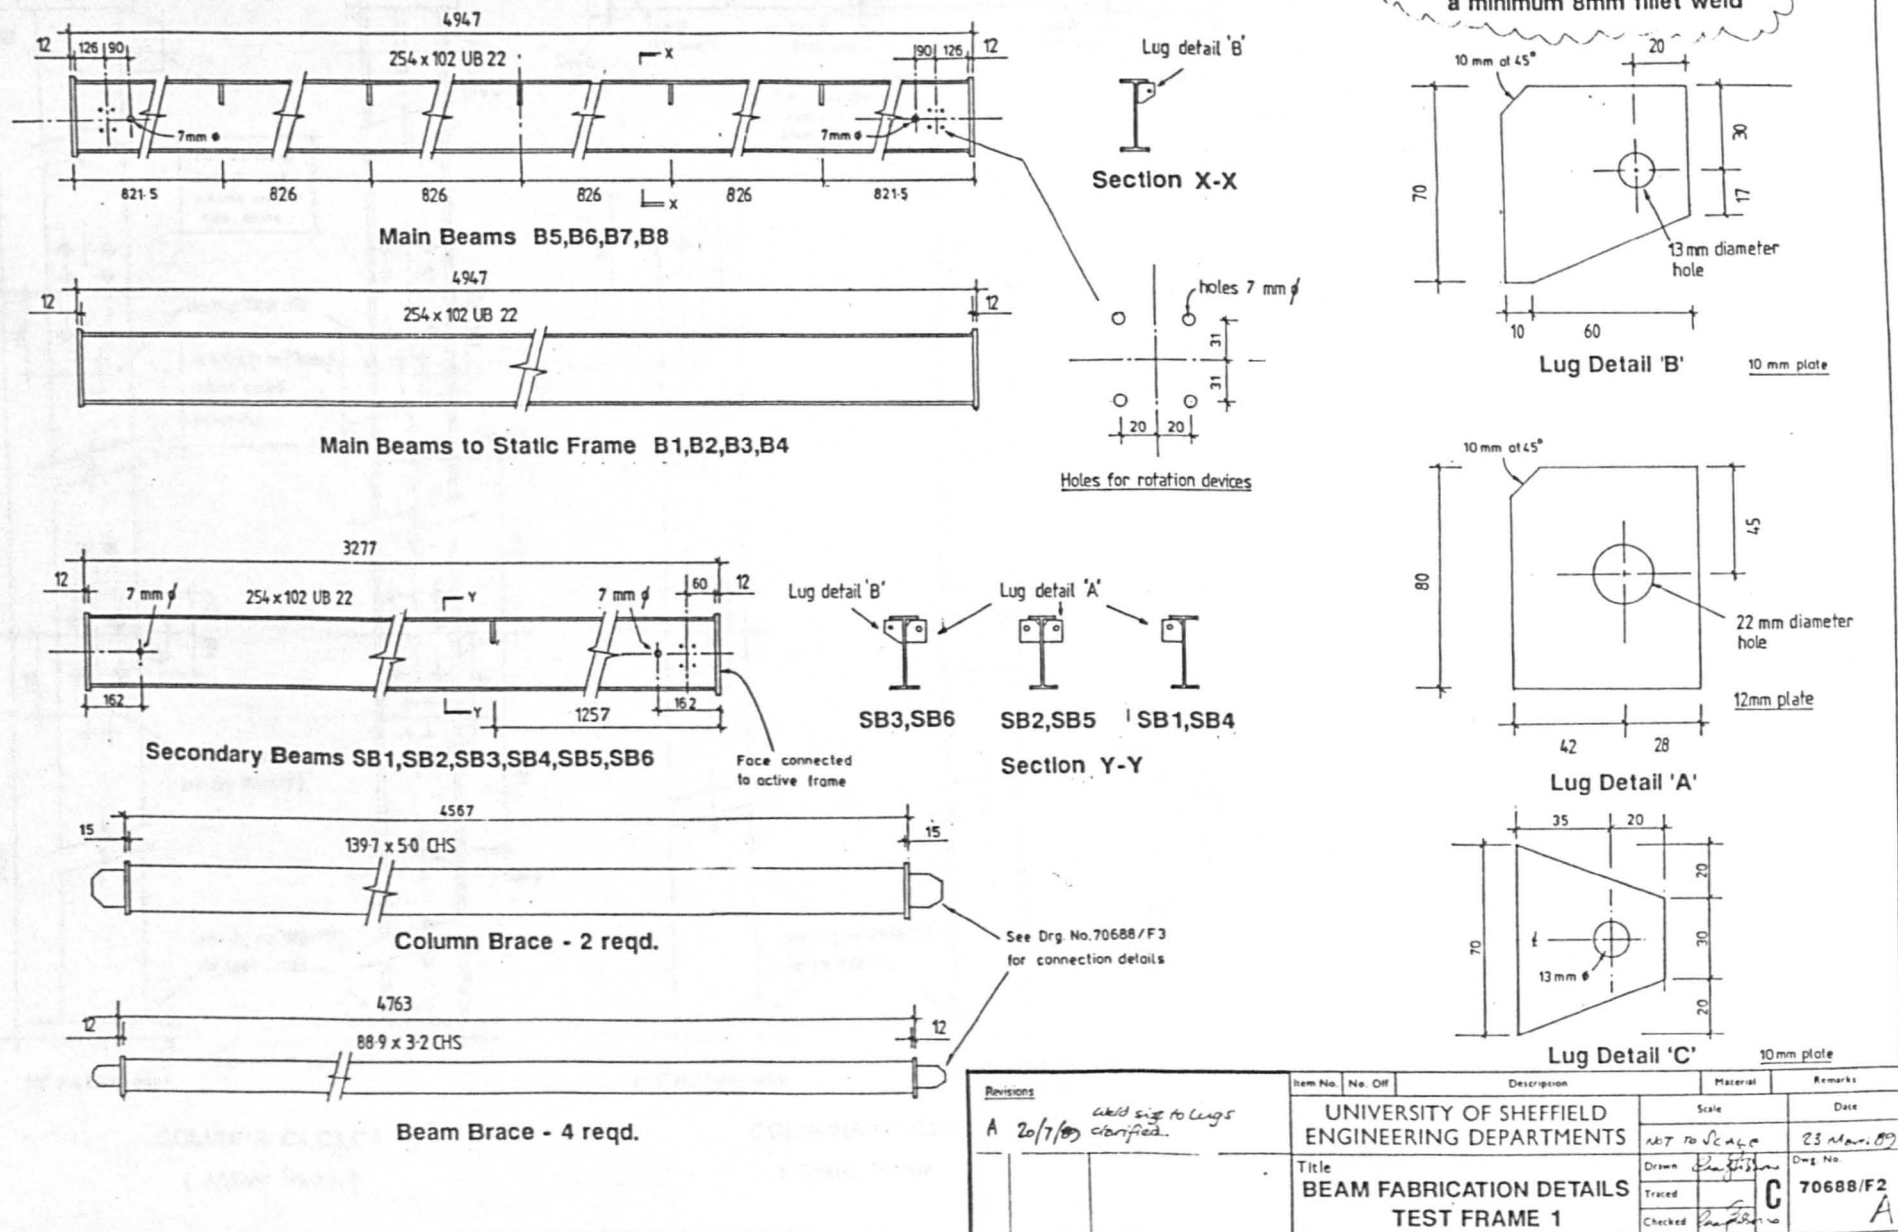 a minimum 8mm fillet weld
4947
12
126
90
254 x 102 UB 22
X
90
126
12
7mm ϕ
7mm ϕ
821·5
826
826
826
X
826
821·5
Main Beams B5,B6,B7,B8
Lug detail 'B'
Section X-X
4947
12
254 x 102 UB 22
12
Main Beams to Static Frame B1,B2,B3,B4
holes 7 mm ϕ
31
31
20
20
Holes for rotation devices
3277
12
7 mm ϕ
254 x 102 UB 22
Y
7 mm ϕ
60
12
162
Y
1257
162
Secondary Beams SB1,SB2,SB3,SB4,SB5,SB6
Face connected
to active frame
Lug detail 'B'
Lug detail 'A'
SB3,SB6
SB2,SB5
SB1,SB4
Section Y-Y
4567
15
139·7 x 5·0 CHS
15
Column Brace - 2 reqd.
See Drg. No.70688/F3
for connection details
4763
12
88·9 x 3·2 CHS
12
Beam Brace - 4 reqd.
20
10 mm at 45°
30
70
17
13 mm diameter
hole
10
60
Lug Detail 'B'
10 mm plate
10 mm at 45°
45
80
22 mm diameter
hole
12mm plate
42
28
Lug Detail 'A'
35
20
20
70
30
13 mm ϕ
20
Lug Detail 'C'
10 mm plate
Revisions
A 20/7/89 Weld size to Lugs
clarified.
Item No.
No. Off
Description
Material
Remarks
UNIVERSITY OF SHEFFIELD
ENGINEERING DEPARTMENTS
Scale
NOT TO SCALE
Date
23 Mar. 89
Title
BEAM FABRICATION DETAILS
TEST FRAME 1
Drawn
Traced
Checked
C
Dwg No.
70688/F2
A